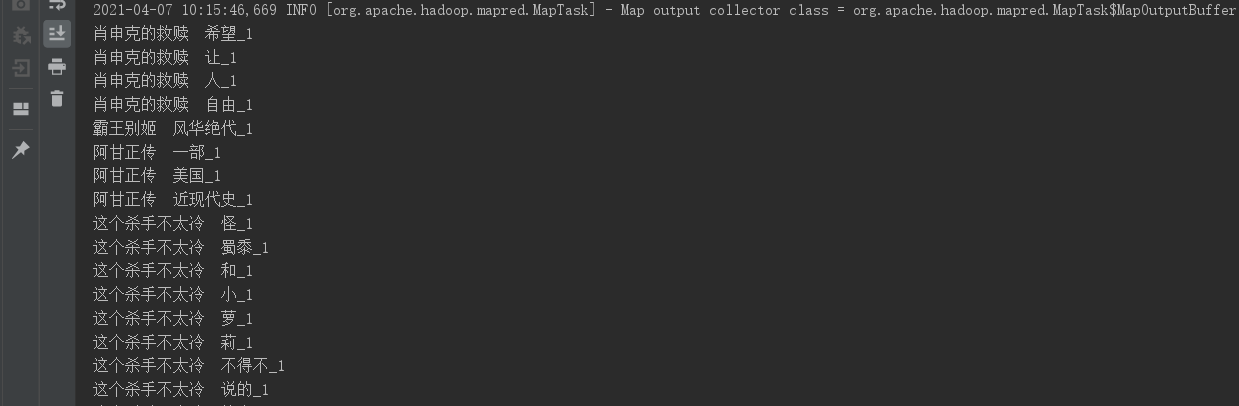 2021-04-07 10:15:46,669 INFO [org.apache.hadoop.mapred.MapTask] - Map output collector class = org.apache.hadoop.mapred.MapTask$MapOutputBuffer
肖申克的救赎  希望_1
肖申克的救赎  让_1
肖申克的救赎  人_1
肖申克的救赎  自由_1
霸王别姬  风华绝代_1
阿甘正传  一部_1
阿甘正传  美国_1
阿甘正传  近现代史_1
这个杀手不太冷  怪_1
这个杀手不太冷  蜀黍_1
这个杀手不太冷  和_1
这个杀手不太冷  小_1
这个杀手不太冷  萝_1
这个杀手不太冷  莉_1
这个杀手不太冷  不得不_1
这个杀手不太冷  说的_1